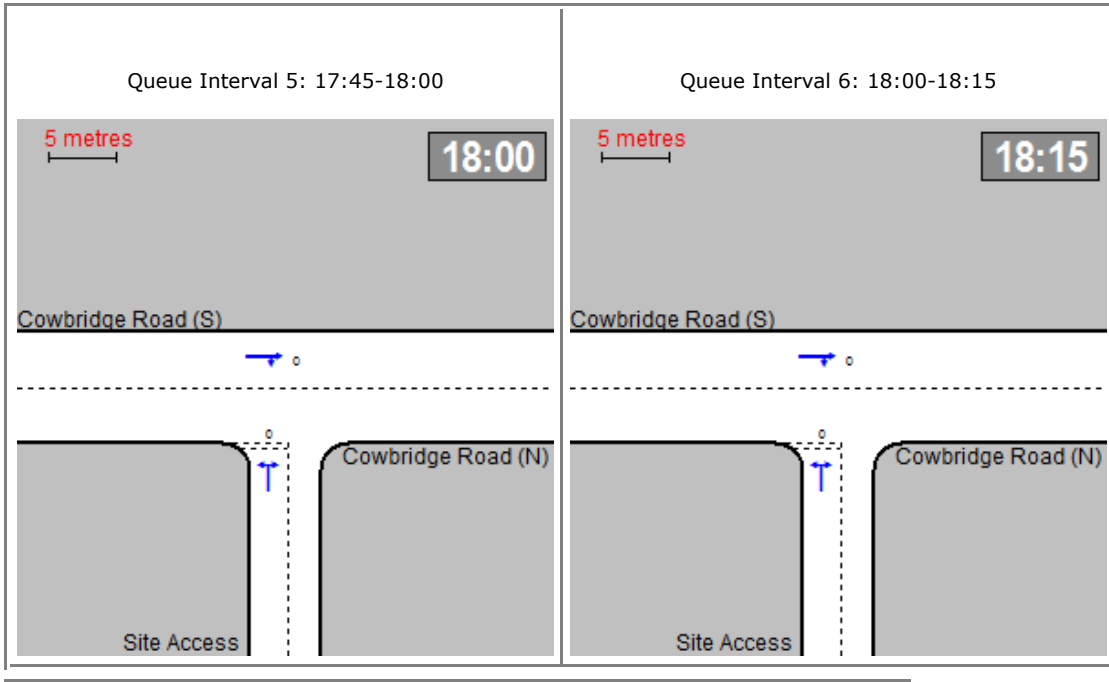 Queue Interval 5: 17:45-18:00
5 metres
18:00
Cowbridge Road (S)
0
0
Cowbridge Road (N)
Site Access
Queue Interval 6: 18:00-18:15
5 metres
18:15
Cowbridge Road (S)
0
0
Cowbridge Road (N)
Site Access